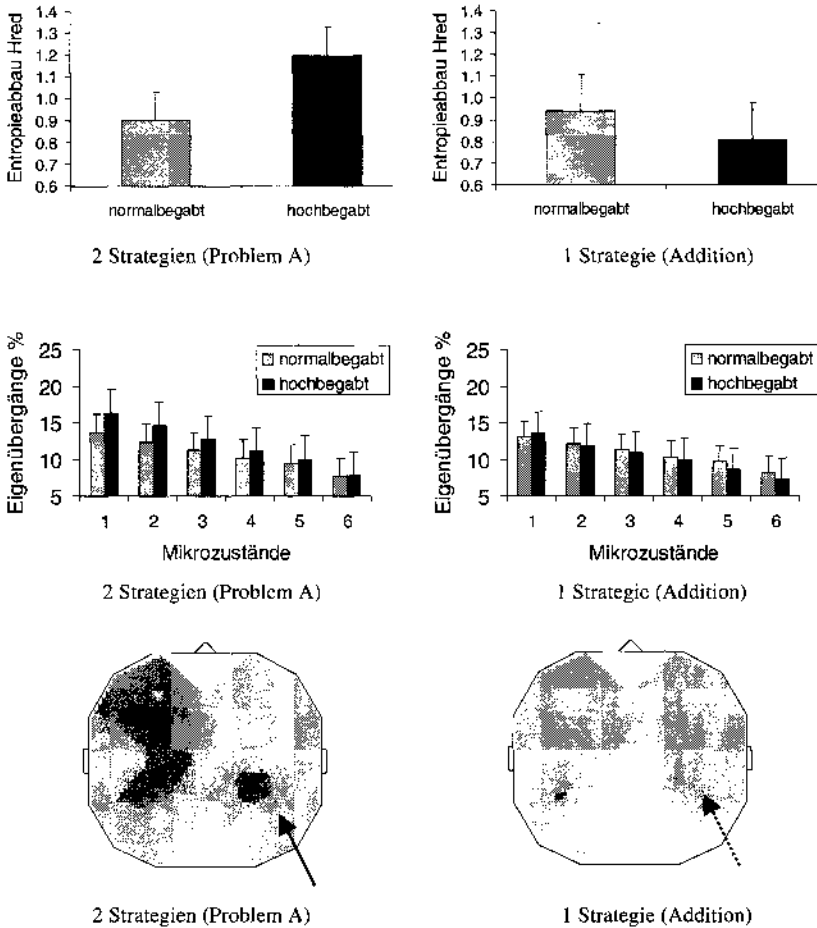 Entropieabbau Hred
1.4
1.3
1.2
1.1
1.0
0.9
0.8
0.7
0.6
normalbegabt hochbegabt
2 Strategien (Problem A)
Entropieabbau Hred
1.4
1.3
1.2
1.1
1.0
0.9
0.8
0.7
0.6
normalbegabt hochbegabt
1 Strategie (Addition)
Eigenübergänge %
25
20
15
10
5
normalbegabt
hochbegabt
1 2 3 4 5 6
Mikrozustände
2 Strategien (Problem A)
Eigenübergänge %
25
20
15
10
5
normalbegabt
hochbegabt
1 2 3 4 5 6
Mikrozustände
1 Strategie (Addition)
2 Strategien (Problem A)
1 Strategie (Addition)